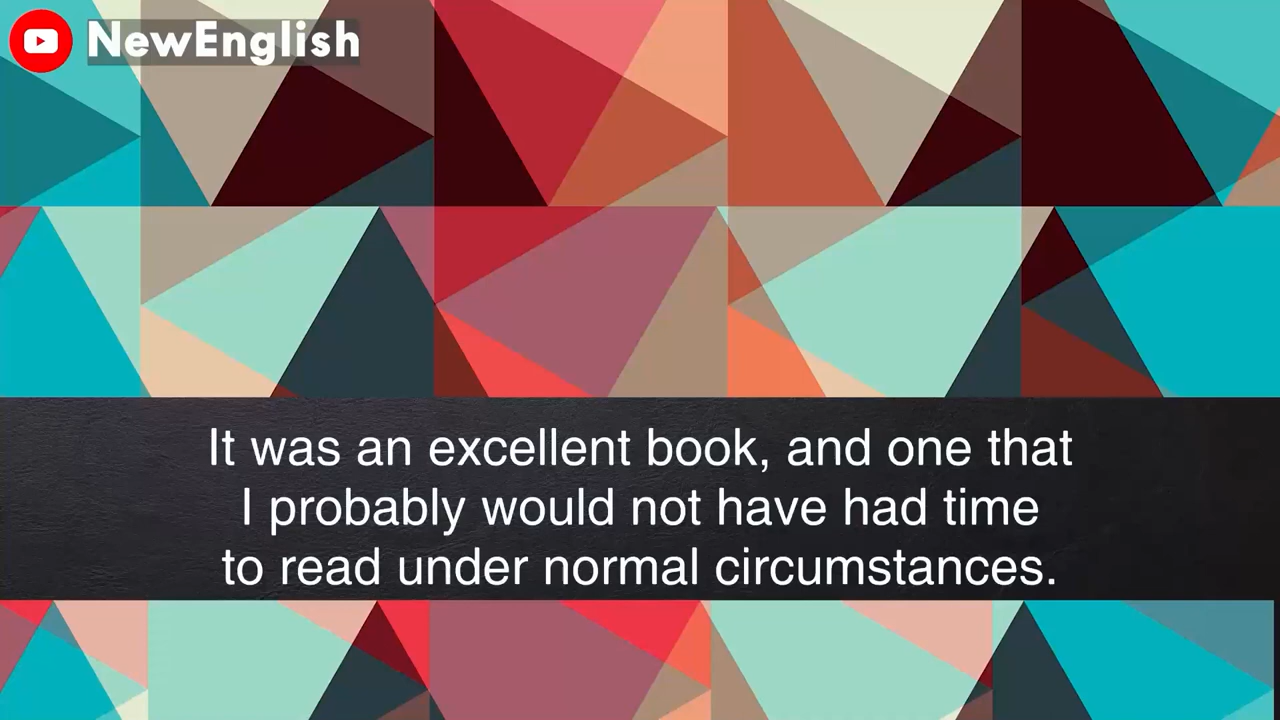 NewEnglish
It was an excellent book, and one that
I probably would not have had time
to read under normal circumstances.